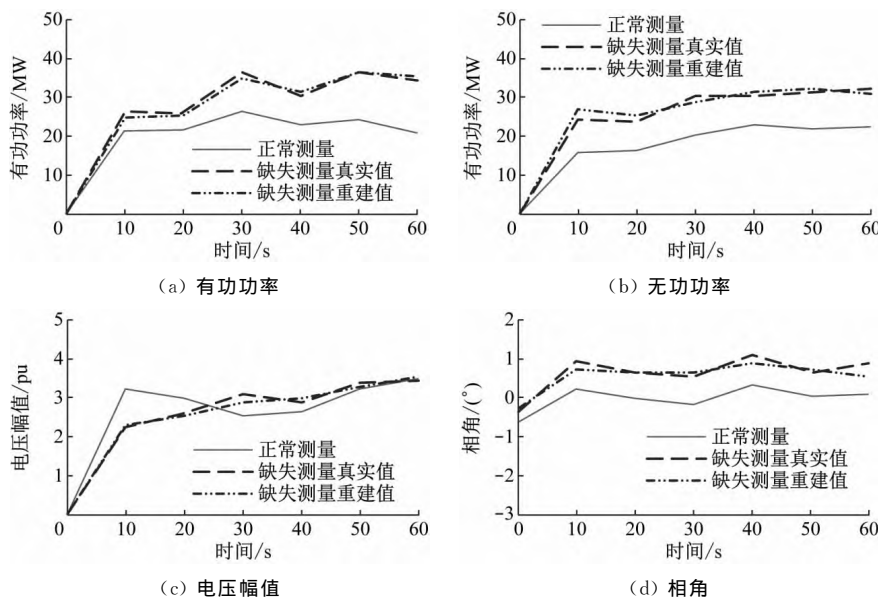 50
40
30
20
10
0
有功功率/MW
正常测量
缺失测量真实值
缺失测量重建值
10 20 30 40 50 60
时间/s
(a) 有功功率
50
40
30
20
10
0
有功功率/MW
正常测量
缺失测量真实值
缺失测量重建值
0 10 20 30 40 50 60
时间/s
(b) 无功功率
5
4
3
2
1
0
电压幅值/pu
正常测量
缺失测量真实值
缺失测量重建值
10 20 30 40 50 60
时间/s
(c) 电压幅值
2
1
0
-1
-2
-3
相角/(°)
正常测量
缺失测量真实值
缺失测量重建值
0 10 20 30 40 50 60
时间/s
(d) 相角